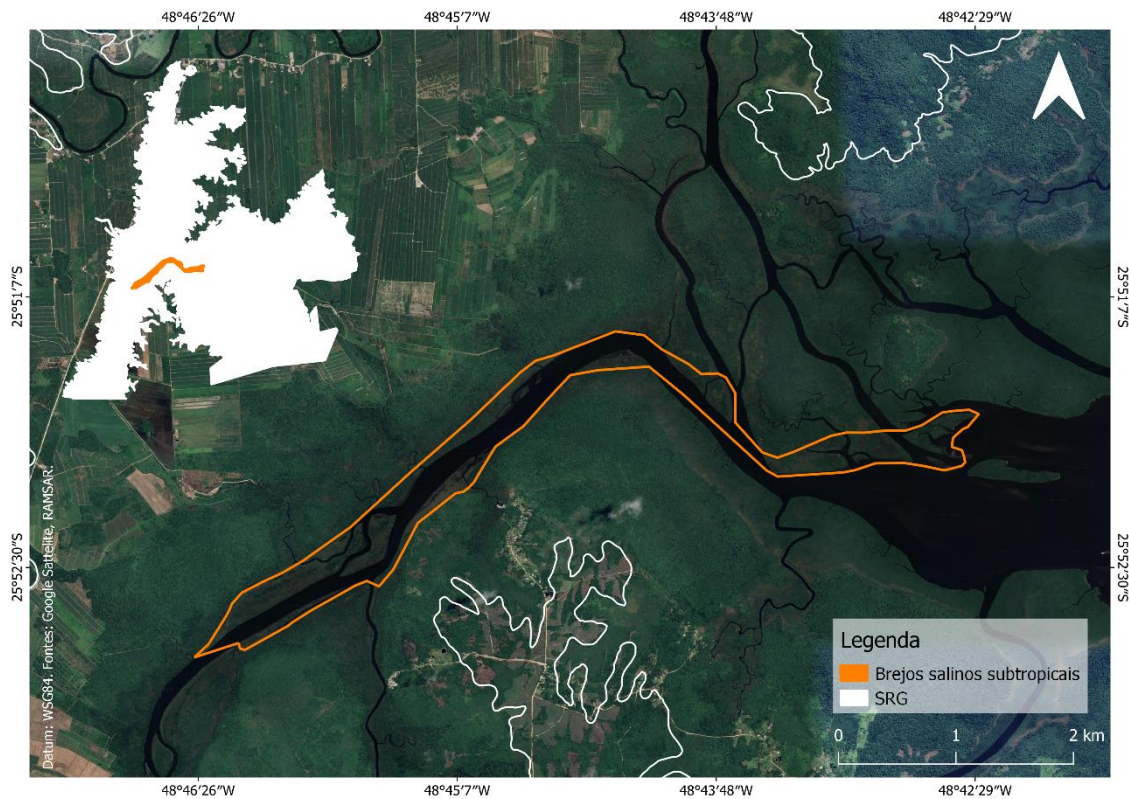 48°46′26″W 48°45′7″W 48°43′48″W 48°42′29″W
25°51′7″S 25°51′7″S
25°52′30″S 25°52′30″S
Datum: WSG84. Fontes: Google Sattelite, RAMSAR.
Legenda
Brejos salinos subtropicais
SRG
0 1 2 km
48°46′26″W 48°45′7″W 48°43′48″W 48°42′29″W